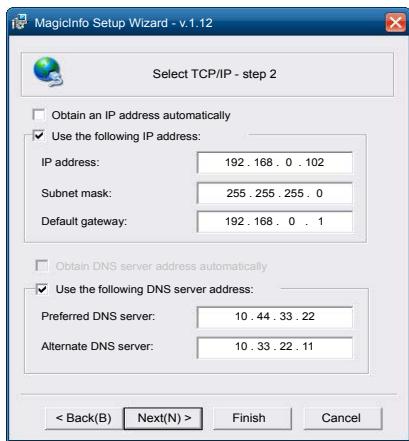 MagicInfo Setup Wizard - v.1.12
Select TCP/IP - step 2
Obtain an IP address automatically
Use the following IP address:
IP address: 192 . 168 . 0 . 102
Subnet mask: 255 . 255 . 255 . 0
Default gateway: 192 . 168 . 0 . 1
Obtain DNS server address automatically
Use the following DNS server address:
Preferred DNS server: 10 . 44 . 33 . 22
Alternate DNS server: 10 . 33 . 22 . 11
< Back(B) Next(N) > Finish Cancel